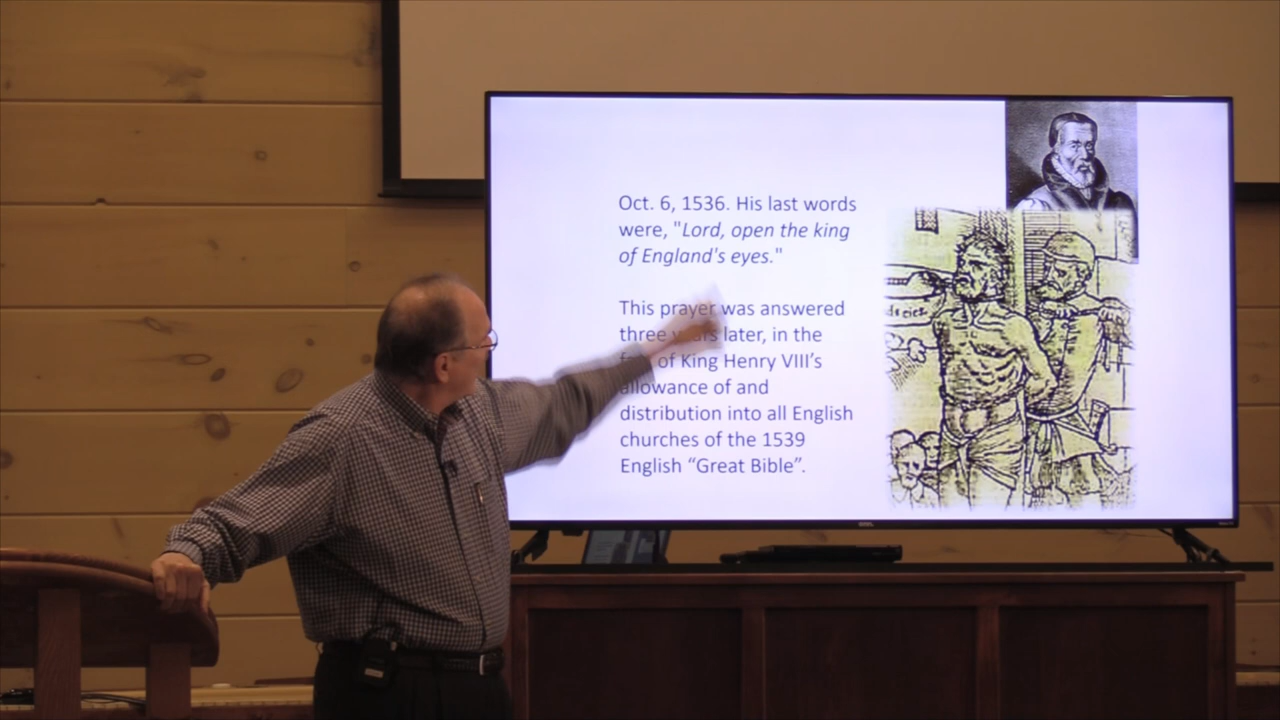 Oct. 6, 1536. His last words
were, "Lord, open the king
of England's eyes."
This prayer was answered
three years later, in the
of King Henry VIII's
allowance of and
distribution into all English
churches of the 1539
English “Great Bible”.